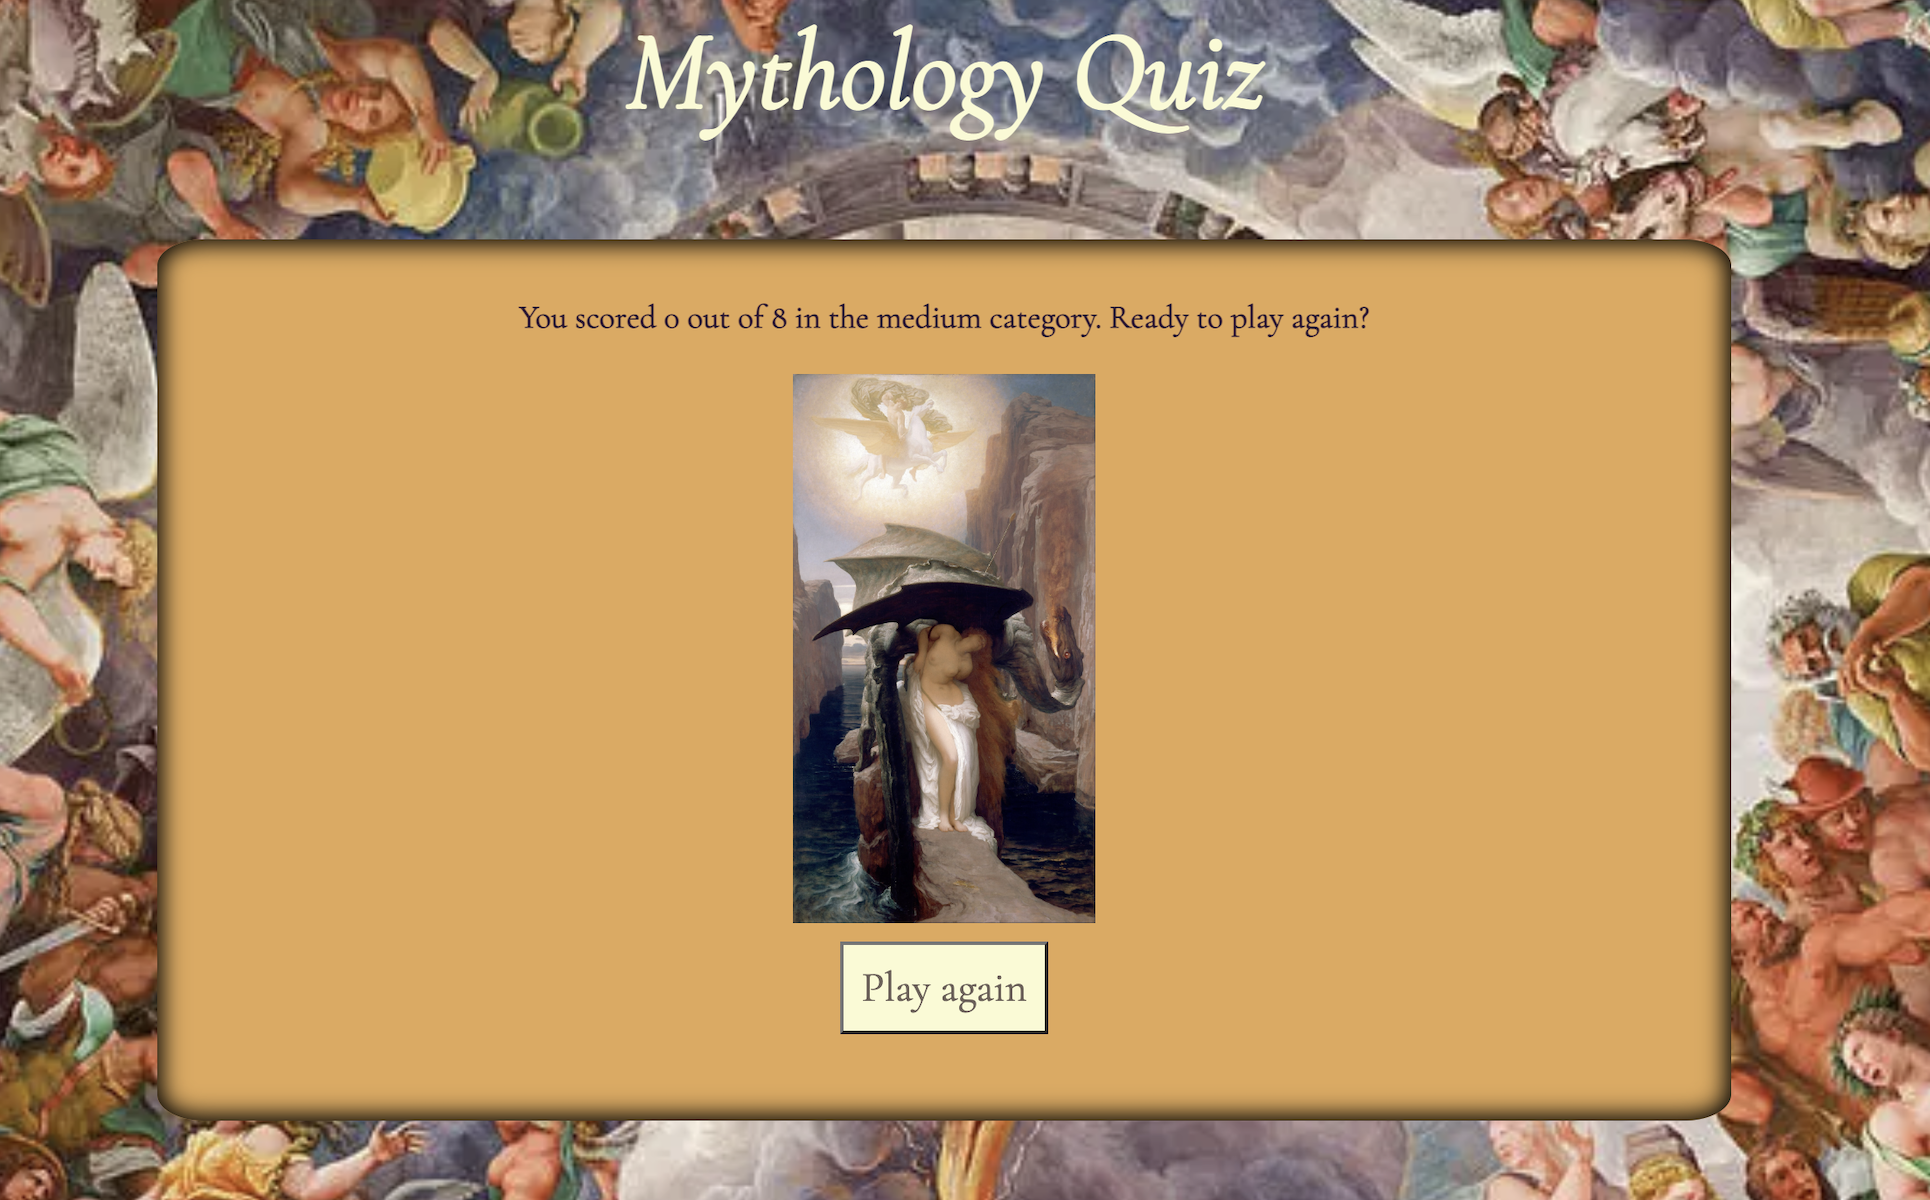 Mythology Quiz
You scored 0 out of 8 in the medium category. Ready to play again?
Play again